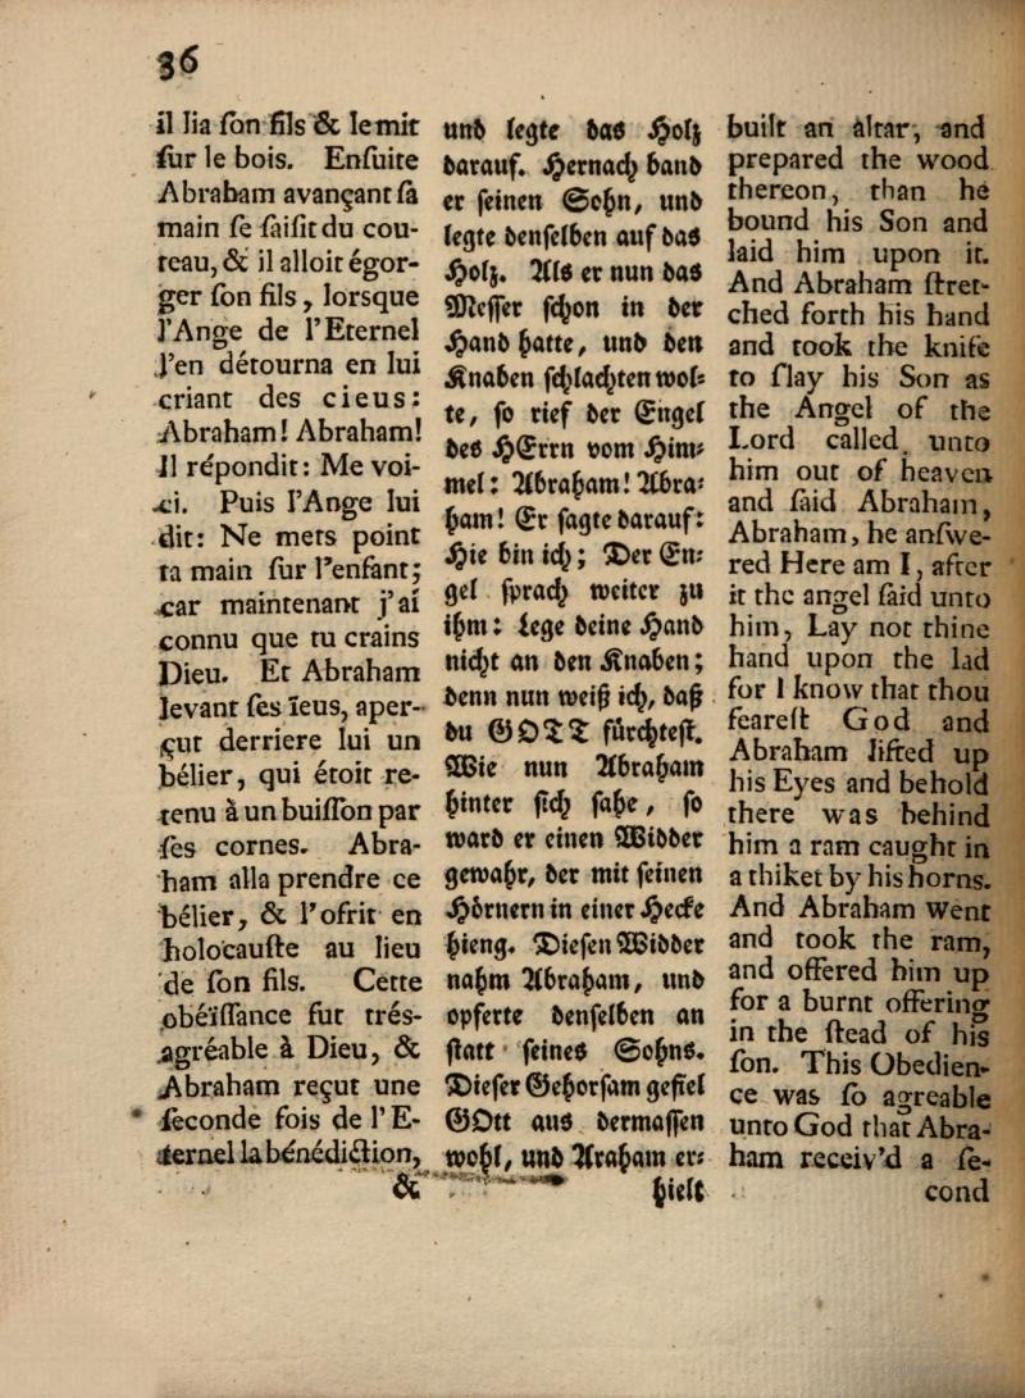 36
il lia ſon fils & le mit
ſur le bois. Enſuite
Abraham avançant ſa
main ſe ſaiſit du cou-
teau, & il alloit égor-
ger ſon fils, lorsque
l'Ange de l'Eternel
l'en détourna en lui
criant des cieus:
Abraham! Abraham!
Il répondit: Me voi-
ci. Puis l'Ange lui
dit: Ne mets point
ta main ſur l'enfant;
car maintenant j'ai
connu que tu crains
Dieu. Et Abraham
levant ſes ïeus, aper-
çut derriere lui un
bélier, qui étoit re-
tenu à un buiſſon par
ſes cornes. Abra-
ham alla prendre ce
bélier, & l'ofrit en
holocauſte au lieu
de ſon fils. Cette
obéïſſance fut trés-
agréable à Dieu, &
Abraham reçut une
ſeconde fois de l'E-
ternel la bénédiction,
&
und legte das Holz
darauf. Hernach band
er ſeinen Sohn, und
legte denſelben auf das
Holz. Als er nun das
Meſſer ſchon in der
Hand hatte, und den
Knaben ſchlachten wol-
te, ſo rief der Engel
des HErrn vom Him-
mel: Abraham! Abra-
ham! Er ſagte darauf:
Hie bin ich; Der En-
gel ſprach weiter zu
ihm: Lege deine Hand
nicht an den Knaben;
denn nun weiß ich, daß
du GOTT fürchteſt.
Wie nun Abraham
hinter ſich ſahe, ſo
ward er einen Widder
gewahr, der mit ſeinen
Hörnern in einer Hecke
hieng. Dieſen Widder
nahm Abraham, und
opferte denſelben an
ſtatt ſeines Sohns.
Dieſer Gehorſam gefiel
GOtt aus dermaſſen
wohl, und Araham er-
hielt
built an altar, and
prepared the wood
thereon, than he
bound his Son and
laid him upon it.
And Abraham ſtret-
ched forth his hand
and took the knife
to ſlay his Son as
the Angel of the
Lord called unto
him out of heaven
and ſaid Abraham,
Abraham, he anſwe-
red Here am I, after
it the angel ſaid unto
him, Lay not thine
hand upon the lad
for I know that thou
feareſt God and
Abraham lifted up
his Eyes and behold
there was behind
him a ram caught in
a thiket by his horns.
And Abraham went
and took the ram,
and offered him up
for a burnt offering
in the ſtead of his
ſon. This Obedien-
ce was ſo agreable
unto God that Abra-
ham receiv'd a ſe-
cond